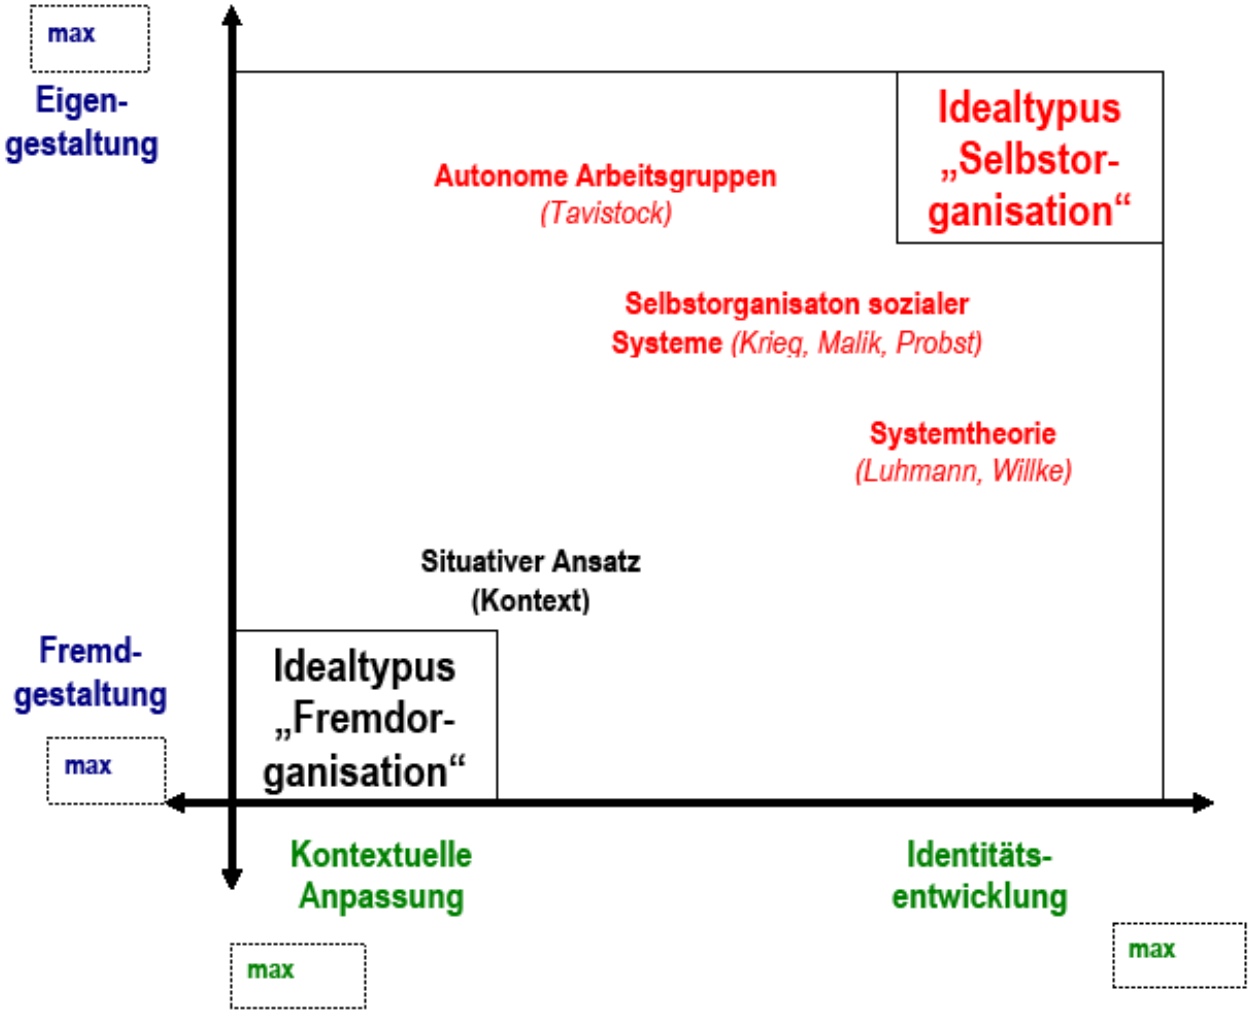 max
Eigen-
gestaltung
Idealtypus
„Selbstor-
ganisation“
Autonome Arbeitsgruppen
(Tavistock)
Selbstorganisaton sozialer
Systeme (Krieg, Malik, Probst)
Systemtheorie
(Luhmann, Willke)
Situativer Ansatz
(Kontext)
Fremd-
gestaltung
max
Idealtypus
„Fremdor-
ganisation“
Kontextuelle
Anpassung
max
Identitäts-
entwicklung
max